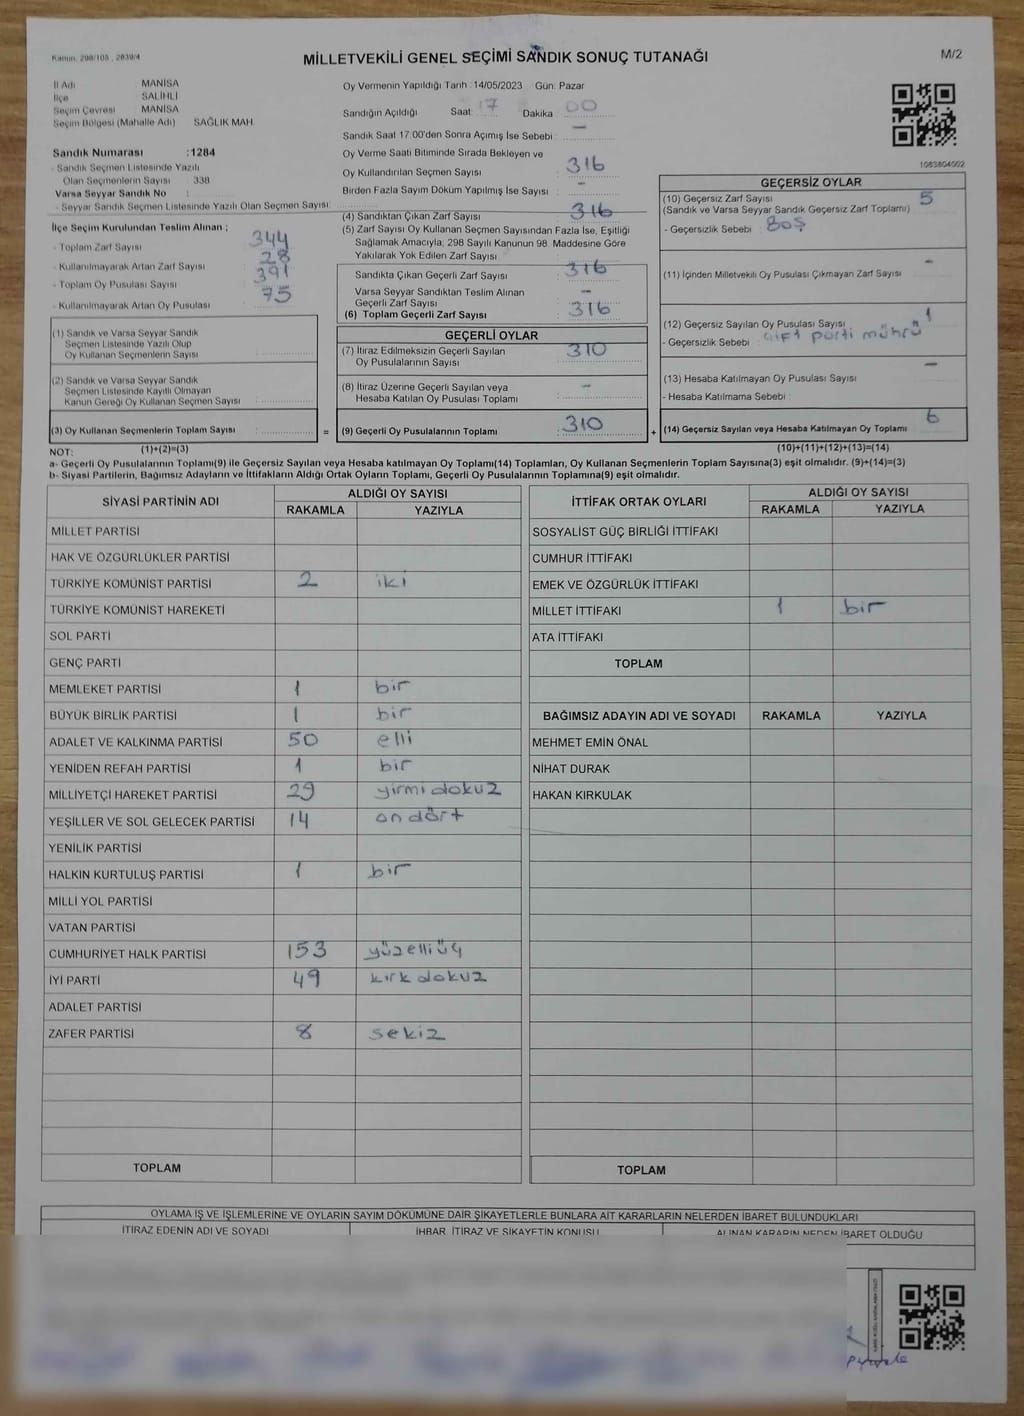 Kanun. 298/105 , 2839/4
MİLLETVEKİLİ GENEL SEÇİMİ SANDIK SONUÇ TUTANAĞI
M/2
İl Adı MANİSA
İlçe SALİHLİ
Seçim Çevresi MANİSA
Seçim Bölgesi (Mahalle Adı) SAĞLIK MAH.
Sandık Numarası :1284
- Sandık Seçmen Listesinde Yazılı
Olan Seçmenlerin Sayısı : 338
Varsa Seyyar Sandık No :
- Seyyar Sandık Seçmen Listesinde Yazılı Olan Seçmen Sayısı:
İlçe Seçim Kurulundan Teslim Alınan ;
- Toplam Zarf Sayısı 344
- Kullanılmayarak Artan Zarf Sayısı 28
- Toplam Oy Pusulası Sayısı 391
- Kullanılmayarak Artan Oy Pusulası 75
Oy Vermenin Yapıldığı Tarih :14/05/2023 Gün: Pazar
Sandığın Açıldığı Saat 17 Dakika 00
Sandık Saat 17:00'den Sonra Açımış İse Sebebi : —
Oy Verme Saati Bitiminde Sırada Bekleyen ve
Oy Kullandırılan Seçmen Sayısı 316
Birden Fazla Sayım Döküm Yapılmış İse Sayısı : -
(4) Sandıktan Çıkan Zarf Sayısı 316
(5) Zarf Sayısı Oy Kullanan Seçmen Sayısından Fazla İse, Eşitliği
Sağlamak Amacıyla; 298 Sayılı Kanunun 98. Maddesine Göre
Yakılarak Yok Edilen Zarf Sayısı
Sandıkta Çıkan Geçerli Zarf Sayısı 316
Varsa Seyyar Sandıktan Teslim Alınan
Geçerli Zarf Sayısı —
(6) Toplam Geçerli Zarf Sayısı 316
1083804002
GEÇERSİZ OYLAR
(10) Geçersiz Zarf Sayısı 5
(Sandık ve Varsa Seyyar Sandık Geçersiz Zarf Toplamı)
- Geçersizlik Sebebi : Boş
(11) İçinden Milletvekili Oy Pusulası Çıkmayan Zarf Sayısı -
(12) Geçersiz Sayılan Oy Pusulası Sayısı 1
- Geçersizlik Sebebi : Çift parti mührü
(13) Hesaba Katılmayan Oy Pusulası Sayısı —
- Hesaba Katılmama Sebebi :
(14) Geçersiz Sayılan veya Hesaba Katılmayan Oy Toplamı 6
(1) Sandık ve Varsa Seyyar Sandık
Seçmen Listesinde Yazılı Olup
Oy Kullanan Seçmenlerin Sayısı
(2) Sandık ve Varsa Seyyar Sandık
Seçmen Listesinde Kayıtlı Olmayan
Kanun Gereği Oy Kullanan Seçmen Sayısı
(3) Oy Kullanan Seçmenlerin Toplam Sayısı
=
GEÇERLİ OYLAR
(7) İtiraz Edilmeksizin Geçerli Sayılan 310
Oy Pusulalarının Sayısı
(8) İtiraz Üzerine Geçerli Sayılan veya -
Hesaba Katılan Oy Pusulası Toplamı
(9) Geçerli Oy Pusulalarının Toplamı 310
+
NOT: (1)+(2)=(3) (10)+(11)+(12)+(13)=(14)
a- Geçerli Oy Pusulalarının Toplamı(9) ile Geçersiz Sayılan veya Hesaba katılmayan Oy Toplamı(14) Toplamları, Oy Kullanan Seçmenlerin Toplam Sayısına(3) eşit olmalıdır. (9)+(14)=(3)
b- Siyasi Partilerin, Bağımsız Adayların ve İttifakların Aldığı Ortak Oyların Toplamı, Geçerli Oy Pusulalarının Toplamına(9) eşit olmalıdır.
SİYASİ PARTİNİN ADI ALDIĞI OY SAYISI
RAKAMLA YAZIYLA
MİLLET PARTİSİ
HAK VE ÖZGÜRLÜKLER PARTİSİ
TÜRKİYE KOMÜNİST PARTİSİ 2 iki
TÜRKİYE KOMÜNİST HAREKETİ
SOL PARTİ
GENÇ PARTİ
MEMLEKET PARTİSİ 1 bir
BÜYÜK BİRLİK PARTİSİ 1 bir
ADALET VE KALKINMA PARTİSİ 50 elli
YENİDEN REFAH PARTİSİ 1 bir
MİLLİYETÇİ HAREKET PARTİSİ 29 yirmi dokuz
YEŞİLLER VE SOL GELECEK PARTİSİ 14 on dört
YENİLİK PARTİSİ
HALKIN KURTULUŞ PARTİSİ 1 bir
MİLLİ YOL PARTİSİ
VATAN PARTİSİ
CUMHURİYET HALK PARTİSİ 153 yüzelliüç
İYİ PARTİ 49 kırk dokuz
ADALET PARTİSİ
ZAFER PARTİSİ 8 sekiz
TOPLAM
İTTİFAK ORTAK OYLARI ALDIĞI OY SAYISI
RAKAMLA YAZIYLA
SOSYALİST GÜÇ BİRLİĞİ İTTİFAKI
CUMHUR İTTİFAKI
EMEK VE ÖZGÜRLÜK İTTİFAKI
MİLLET İTTİFAKI 1 bir
ATA İTTİFAKI
TOPLAM
BAĞIMSIZ ADAYIN ADI VE SOYADI RAKAMLA YAZIYLA
MEHMET EMİN ÖNAL
NİHAT DURAK
HAKAN KIRKULAK
TOPLAM
OYLAMA İŞ VE İŞLEMLERİNE VE OYLARIN SAYIM DÖKÜMÜNE DAİR ŞİKAYETLERLE BUNLARA AİT KARARLARIN NELERDEN İBARET BULUNDUKLARI
İTİRAZ EDENİN ADI VE SOYADI İHBAR, İTİRAZ VE ŞİKAYETİN KONUSU ALINAN KARARIN NEDEN İBARET OLDUĞU